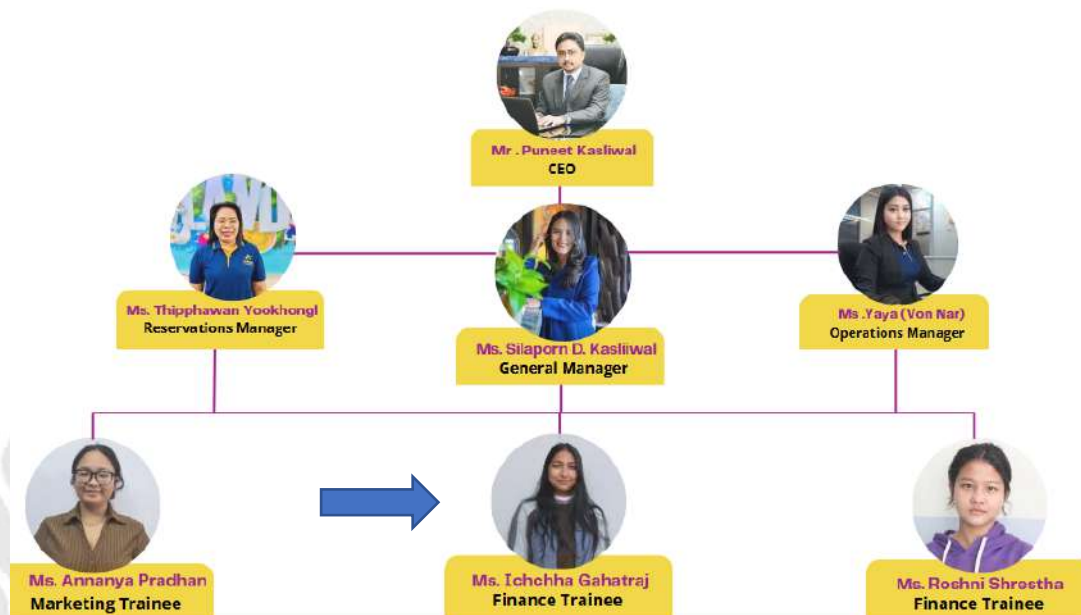 Mr . Puneet Kasliwal
CEO
Ms. Thipphawan Yookhongl
Reservations Manager
Ms. Silaporn D. Kasliiwal
General Manager
Ms .Yaya (Von Nar)
Operations Manager
Ms. Annanya Pradhan
Marketing Trainee
Ms. Ichchha Gahatraj
Finance Trainee
Ms. Roshni Shrostha
Finance Trainee